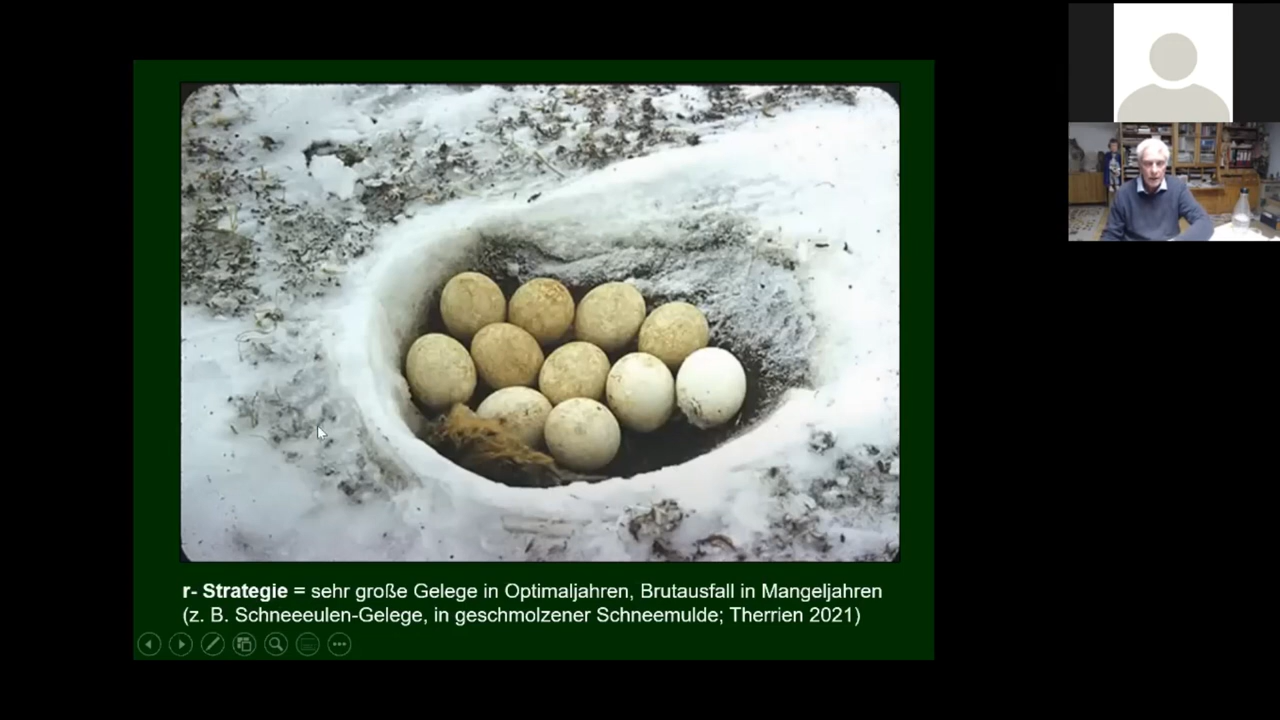 r- Strategie = sehr große Gelege in Optimaljahren, Brutausfall in Mangeljahren
(z. B. Schneeeulen-Gelege, in geschmolzener Schneemulde; Therrien 2021)